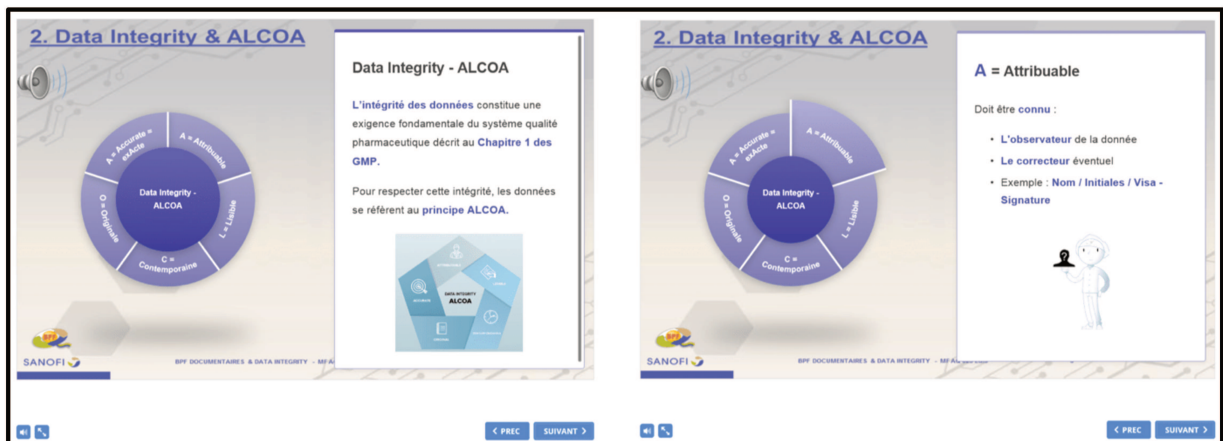 2. Data Integrity & ALCOA
A = Accurate = exActe
A = Attribuable
O = Originale
Data Integrity -
ALCOA
L = Lisible
C =
Contemporaine
Data Integrity - ALCOA
L'intégrité des données constitue une
exigence fondamentale du système qualité
pharmaceutique décrit au Chapitre 1 des
GMP.
Pour respecter cette intégrité, les données
se réfèrent au principe ALCOA.
DATA INTEGRITY
ALCOA
BPF
SANOFI
BPF DOCUMENTAIRES & DATA INTEGRITY
< PREC
SUIVANT >
2. Data Integrity & ALCOA
A = Accurate =
exActe
A = Attribuable
O = Originale
Data Integrity -
ALCOA
L = Lisible
C =
Contemporaine
A = Attribuable
Doit être connu :
• L'observateur de la donnée
• Le correcteur éventuel
• Exemple : Nom / Initiales / Visa -
Signature
BPF
SANOFI
BPF DOCUMENTAIRES & DATA INTEGRITY
< PREC
SUIVANT >